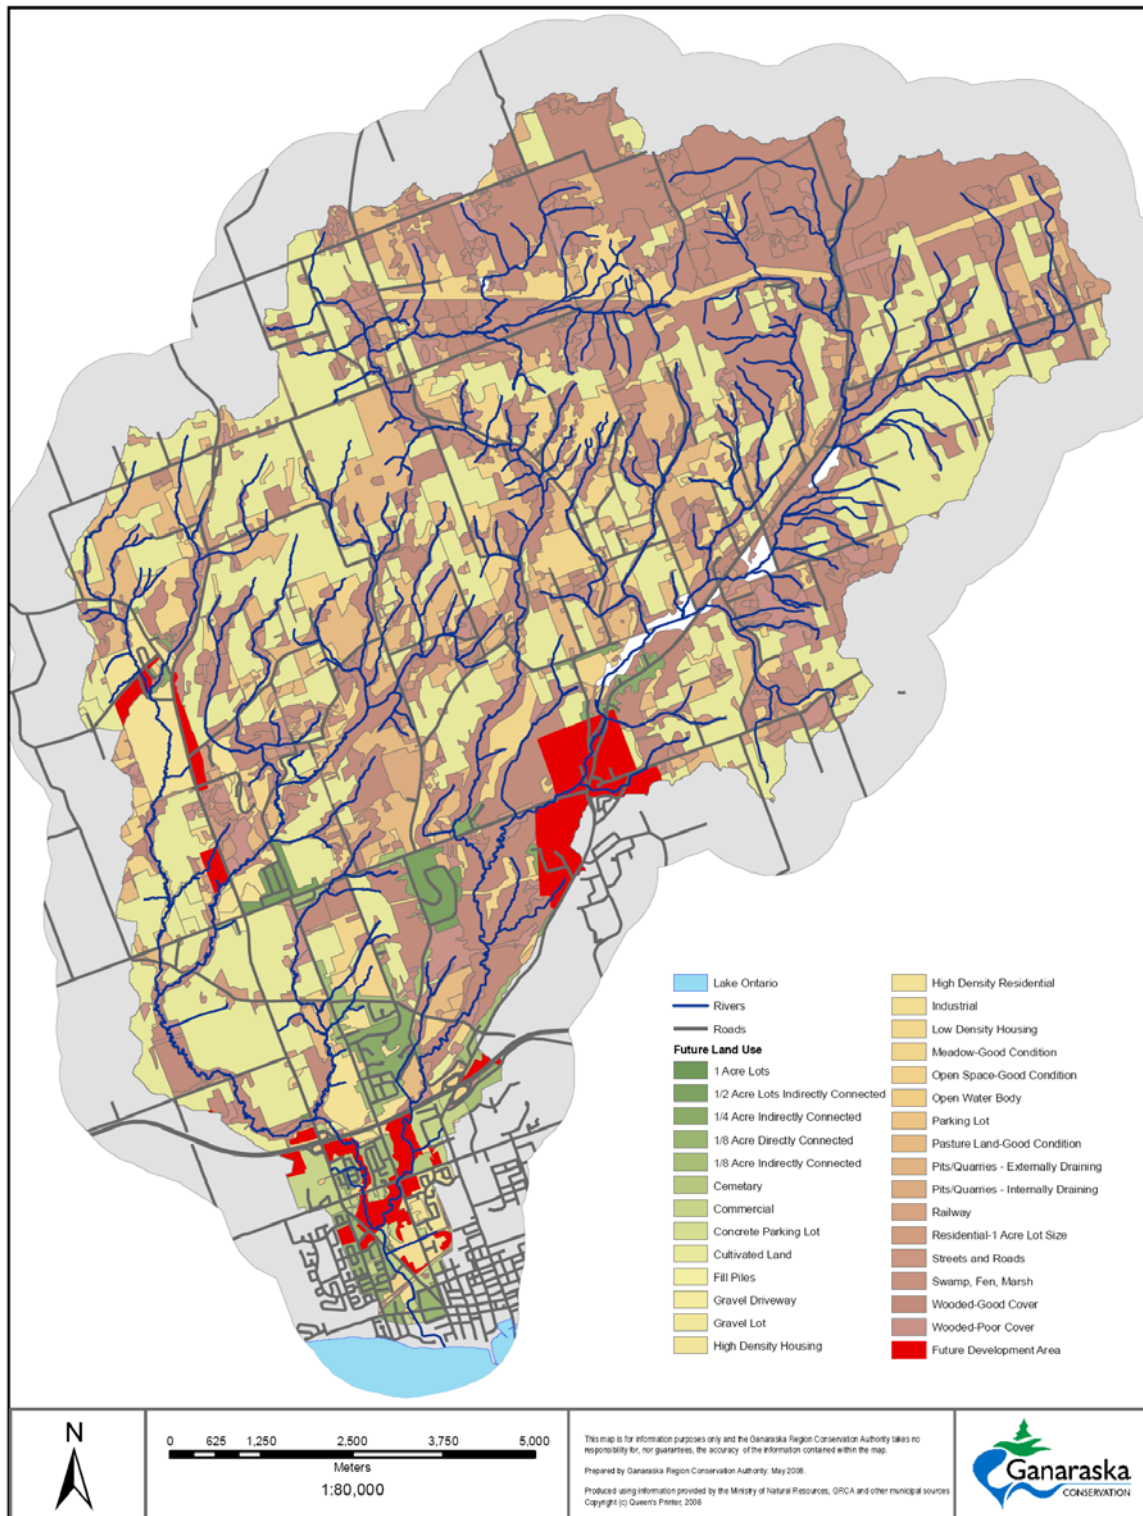 Lake Ontario
Rivers
Roads
Future Land Use
1 Acre Lots
1/2 Acre Lots Indirectly Connected
1/4 Acre Indirectly Connected
1/8 Acre Directly Connected
1/8 Acre Indirectly Connected
Cemetary
Commercial
Concrete Parking Lot
Cultivated Land
Fill Piles
Gravel Driveway
Gravel Lot
High Density Housing
High Density Residential
Industrial
Low Density Housing
Meadow-Good Condition
Open Space-Good Condition
Open Water Body
Parking Lot
Pasture Land-Good Condition
Pits/Quarries - Externally Draining
Pits/Quarries - Internally Draining
Railway
Residential-1 Acre Lot Size
Streets and Roads
Swamp, Fen, Marsh
Wooded-Good Cover
Wooded-Poor Cover
Future Development Area
N
0 625 1,250 2,500 3,750 5,000
Meters
1:80,000
This map is for information purposes only and the Ganaraska Region Conservation Authority takes no
responsibility for, nor guarantees, the accuracy of the information contained within the map.
Prepared by Ganaraska Region Conservation Authority: May 2008.
Produced using information provided by the Ministry of Natural Resources, GRCA and other municipal sources
Copyright (c) Queen's Printer, 2008
Ganaraska
CONSERVATION